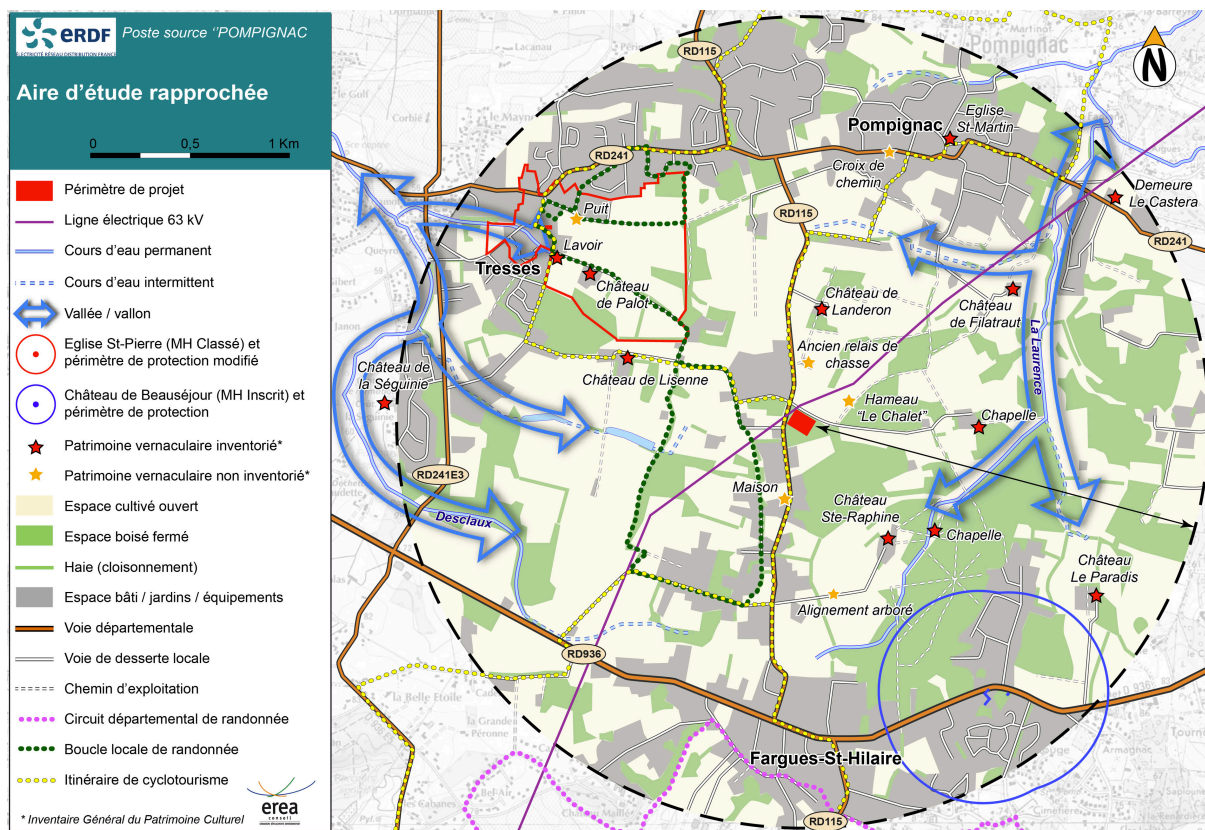 eRDF
ÉLECTRICITÉ RÉSEAU DISTRIBUTION FRANCE
Poste source "POMPIGNAC
Aire d'étude rapprochée
0 0,5 1 Km
Périmètre de projet
Ligne électrique 63 kV
Cours d'eau permanent
Cours d'eau intermittent
Vallée / vallon
Eglise St-Pierre (MH Classé) et
périmètre de protection modifié
Château de Beauséjour (MH Inscrit) et
périmètre de protection
Patrimoine vernaculaire inventorié*
Patrimoine vernaculaire non inventorié*
Espace cultivé ouvert
Espace boisé fermé
Haie (cloisonnement)
Espace bâti / jardins / équipements
Voie départementale
Voie de desserte locale
Chemin d'exploitation
Circuit départemental de randonnée
Boucle locale de randonnée
Itinéraire de cyclotourisme
* Inventaire Général du Patrimoine Culturel
erea
conseil
N
RD115
Pompignac
Eglise
St-Martin
Pompignac
RD241
Croix de
chemin
Demeure
Le Castera
Puit
RD115
RD241
Lavoir
Tresses
Château
de Palot
Château de
Landeron
Château
de Filatraut
La Laurence
Ancien relais de
chasse
Château de
la Séguinie
Château de Lisenne
Hameau
"Le Chalet"
Chapelle
RD241E3
Maison
Château
Ste-Raphine
Chapelle
Desclaux
Château
Le Paradis
Alignement arboré
RD936
la Belle Etoile
la Grande
Péronne
Fargues-St-Hilaire
Bel-Air
RD115